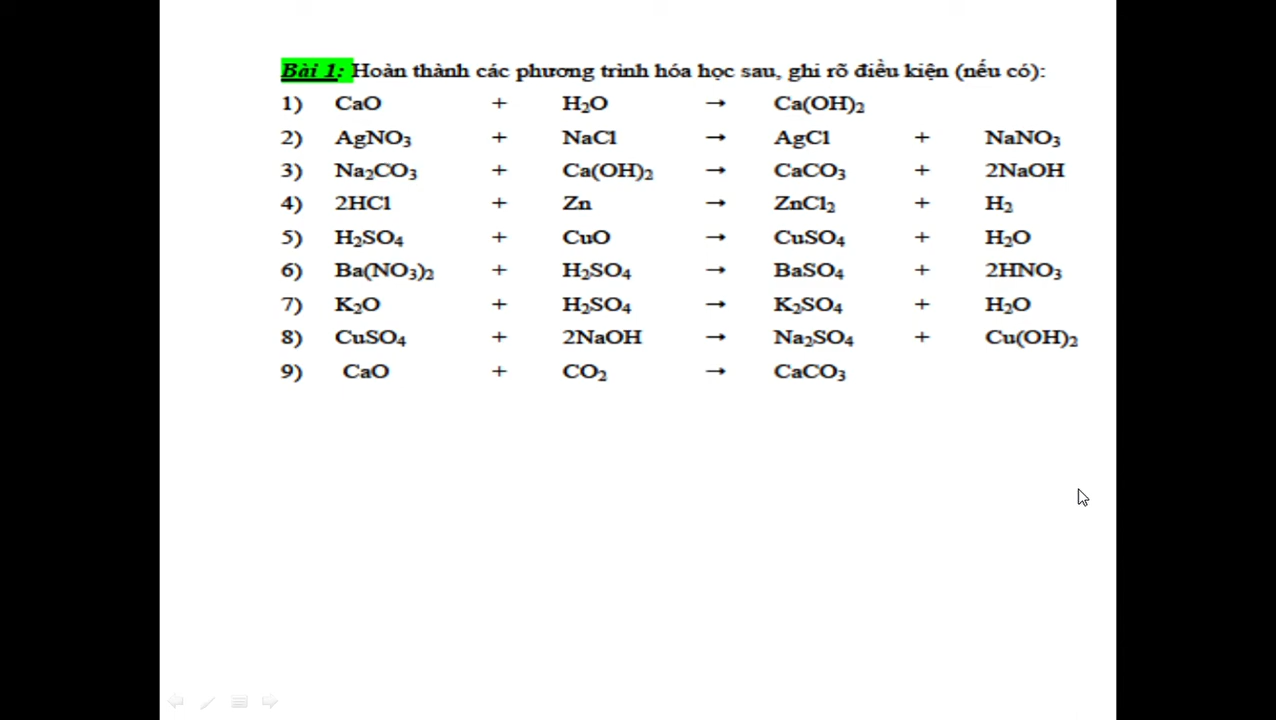 Bài 1: Hoàn thành các phương trình hóa học sau, ghi rõ điều kiện (nếu có):
1) CaO + H₂O → Ca(OH)₂
2) AgNO₃ + NaCl → AgCl + NaNO₃
3) Na₂CO₃ + Ca(OH)₂ → CaCO₃ + 2NaOH
4) 2HCl + Zn → ZnCl₂ + H₂
5) H₂SO₄ + CuO → CuSO₄ + H₂O
6) Ba(NO₃)₂ + H₂SO₄ → BaSO₄ + 2HNO₃
7) K₂O + H₂SO₄ → K₂SO₄ + H₂O
8) CuSO₄ + 2NaOH → Na₂SO₄ + Cu(OH)₂
9) CaO + CO₂ → CaCO₃